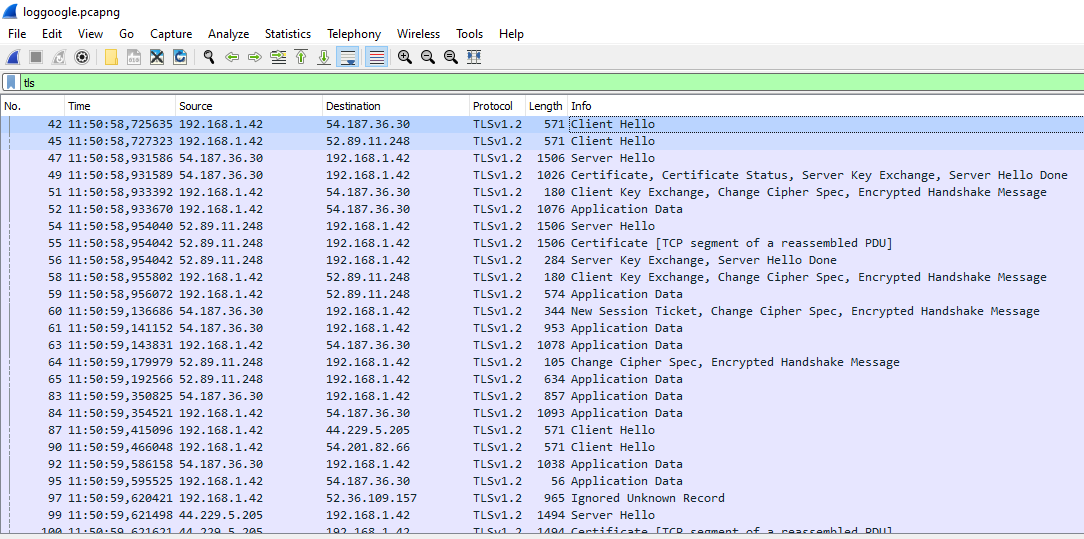 loggoogle.pcapng
File Edit View Go Capture Analyze Statistics Telephony Wireless Tools Help
tls
No. Time Source Destination Protocol Length Info
42 11:50:58,725635 192.168.1.42 54.187.36.30 TLSv1.2 571 Client Hello
45 11:50:58,727323 192.168.1.42 52.89.11.248 TLSv1.2 571 Client Hello
47 11:50:58,931586 54.187.36.30 192.168.1.42 TLSv1.2 1506 Server Hello
49 11:50:58,931589 54.187.36.30 192.168.1.42 TLSv1.2 1026 Certificate, Certificate Status, Server Key Exchange, Server Hello Done
51 11:50:58,933392 192.168.1.42 54.187.36.30 TLSv1.2 180 Client Key Exchange, Change Cipher Spec, Encrypted Handshake Message
52 11:50:58,933670 192.168.1.42 54.187.36.30 TLSv1.2 1076 Application Data
54 11:50:58,954040 52.89.11.248 192.168.1.42 TLSv1.2 1506 Server Hello
55 11:50:58,954042 52.89.11.248 192.168.1.42 TLSv1.2 1506 Certificate [TCP segment of a reassembled PDU]
56 11:50:58,954042 52.89.11.248 192.168.1.42 TLSv1.2 284 Server Key Exchange, Server Hello Done
58 11:50:58,955802 192.168.1.42 52.89.11.248 TLSv1.2 180 Client Key Exchange, Change Cipher Spec, Encrypted Handshake Message
59 11:50:58,956072 192.168.1.42 52.89.11.248 TLSv1.2 574 Application Data
60 11:50:59,136686 54.187.36.30 192.168.1.42 TLSv1.2 344 New Session Ticket, Change Cipher Spec, Encrypted Handshake Message
61 11:50:59,141152 54.187.36.30 192.168.1.42 TLSv1.2 953 Application Data
63 11:50:59,143831 192.168.1.42 54.187.36.30 TLSv1.2 1078 Application Data
64 11:50:59,179979 52.89.11.248 192.168.1.42 TLSv1.2 105 Change Cipher Spec, Encrypted Handshake Message
65 11:50:59,192566 52.89.11.248 192.168.1.42 TLSv1.2 634 Application Data
83 11:50:59,350825 54.187.36.30 192.168.1.42 TLSv1.2 857 Application Data
84 11:50:59,354521 192.168.1.42 54.187.36.30 TLSv1.2 1093 Application Data
87 11:50:59,415096 192.168.1.42 44.229.5.205 TLSv1.2 571 Client Hello
90 11:50:59,466048 192.168.1.42 54.201.82.66 TLSv1.2 571 Client Hello
92 11:50:59,586158 54.187.36.30 192.168.1.42 TLSv1.2 1038 Application Data
95 11:50:59,595525 192.168.1.42 54.187.36.30 TLSv1.2 56 Application Data
97 11:50:59,620421 192.168.1.42 52.36.109.157 TLSv1.2 965 Ignored Unknown Record
99 11:50:59,621498 44.229.5.205 192.168.1.42 TLSv1.2 1494 Server Hello
100 11:50:59,621621 44.229.5.205 192.168.1.42 TLSv1.2 1494 Certificate [TCP segment of a reassembled PDU]